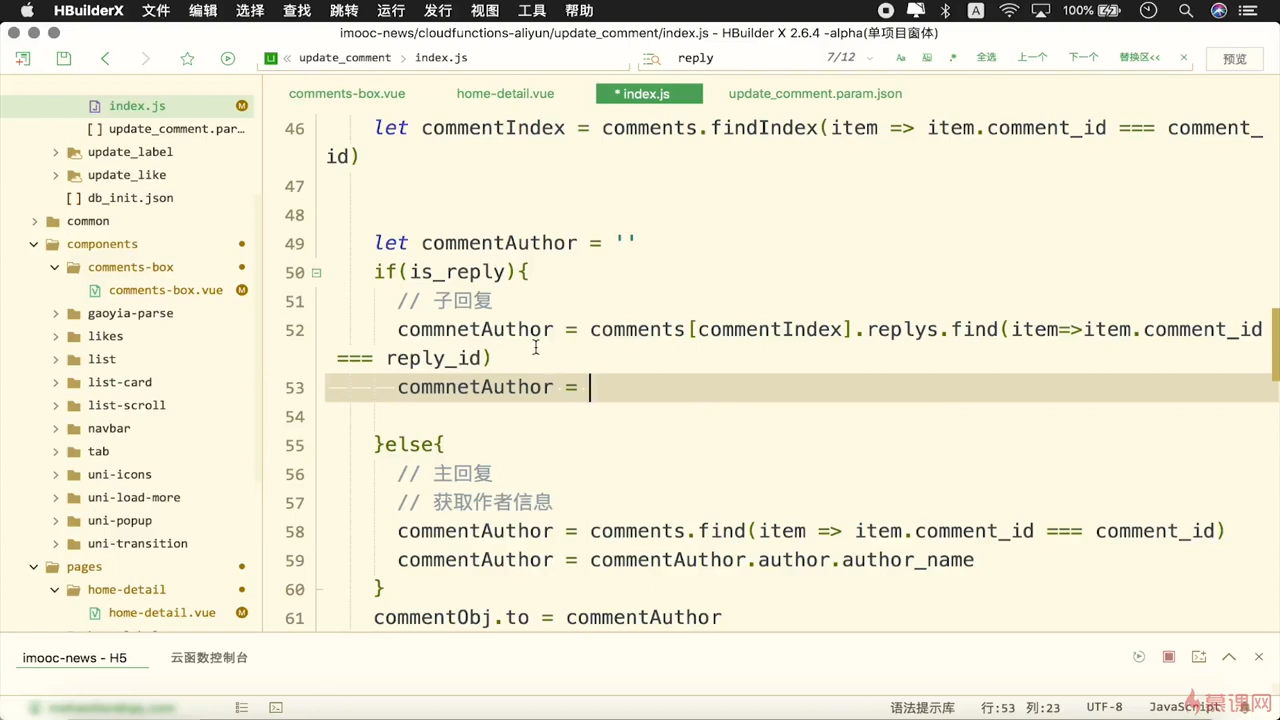 HBuilderX 文件 编辑 选择 查找 跳转 运行 发行 视图 工具 帮助 100%
imooc-news/cloudfunctions-aliyun/update_comment/index.js - HBuilder X 2.6.4 -alpha(单项目窗体)
update_comment index.js reply 7/12 Aa .* 全选 上一个 下一个 替换区<< 预览
comments-box.vue home-detail.vue * index.js update_comment.param.json
index.js M
[ ] update_comment.par...
update_label
update_like
[ ] db_init.json
common
components
comments-box
comments-box.vue M
gaoyia-parse
likes
list
list-card
list-scroll
navbar
tab
uni-icons
uni-load-more
uni-popup
uni-transition
pages
home-detail
home-detail.vue M
46 let commentIndex = comments.findIndex(item => item.comment_id === comment_
id)
47
48
49 let commentAuthor = ''
50 if(is_reply){
51 // 子回复
52 commnetAuthor = comments[commentIndex].replys.find(item=>item.comment_id
=== reply_id)
53 commnetAuthor =
54
55 }else{
56 // 主回复
57 // 获取作者信息
58 commentAuthor = comments.find(item => item.comment_id === comment_id)
59 commentAuthor = commentAuthor.author.author_name
60 }
61 commentObj.to = commentAuthor
imooc-news - H5 云函数控制台
语法提示库 行:53 列:23 UTF-8 JavaScript
慕课网